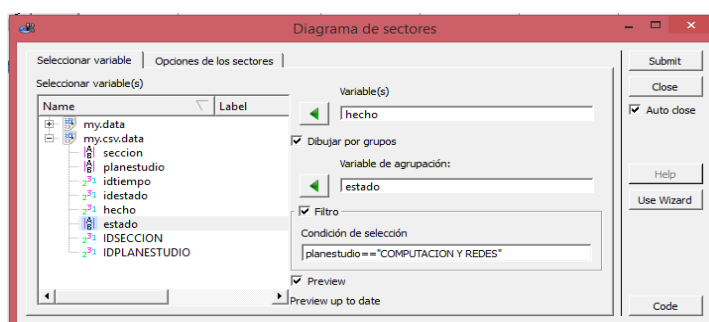 Diagrama de sectores
Seleccionar variable Opciones de los sectores
Seleccionar variable(s)
Name Label
my.data
my.csv.data
seccion
planestudio
idtiempo
idestado
hecho
estado
IDSECCION
IDPLANESTUDIO
Variable(s)
hecho
Dibujar por grupos
Variable de agrupación:
estado
Filtro
Condición de selección
planestudio=="COMPUTACION Y REDES"
Preview
Preview up to date
Submit
Close
Auto close
Help
Use Wizard
Code